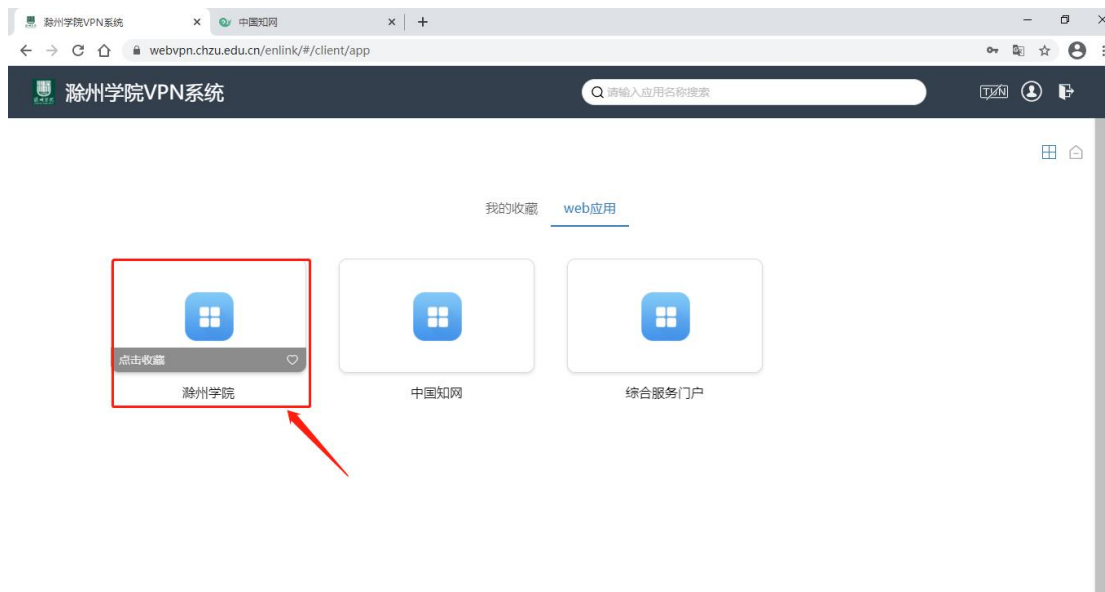 滁州学院VPN系统
中国知网
webvpn.chzu.edu.cn/enlink/#/client/app
滁州学院VPN系统
请输入应用名称搜索
我的收藏 web应用
点击收藏
滁州学院 中国知网 综合服务门户